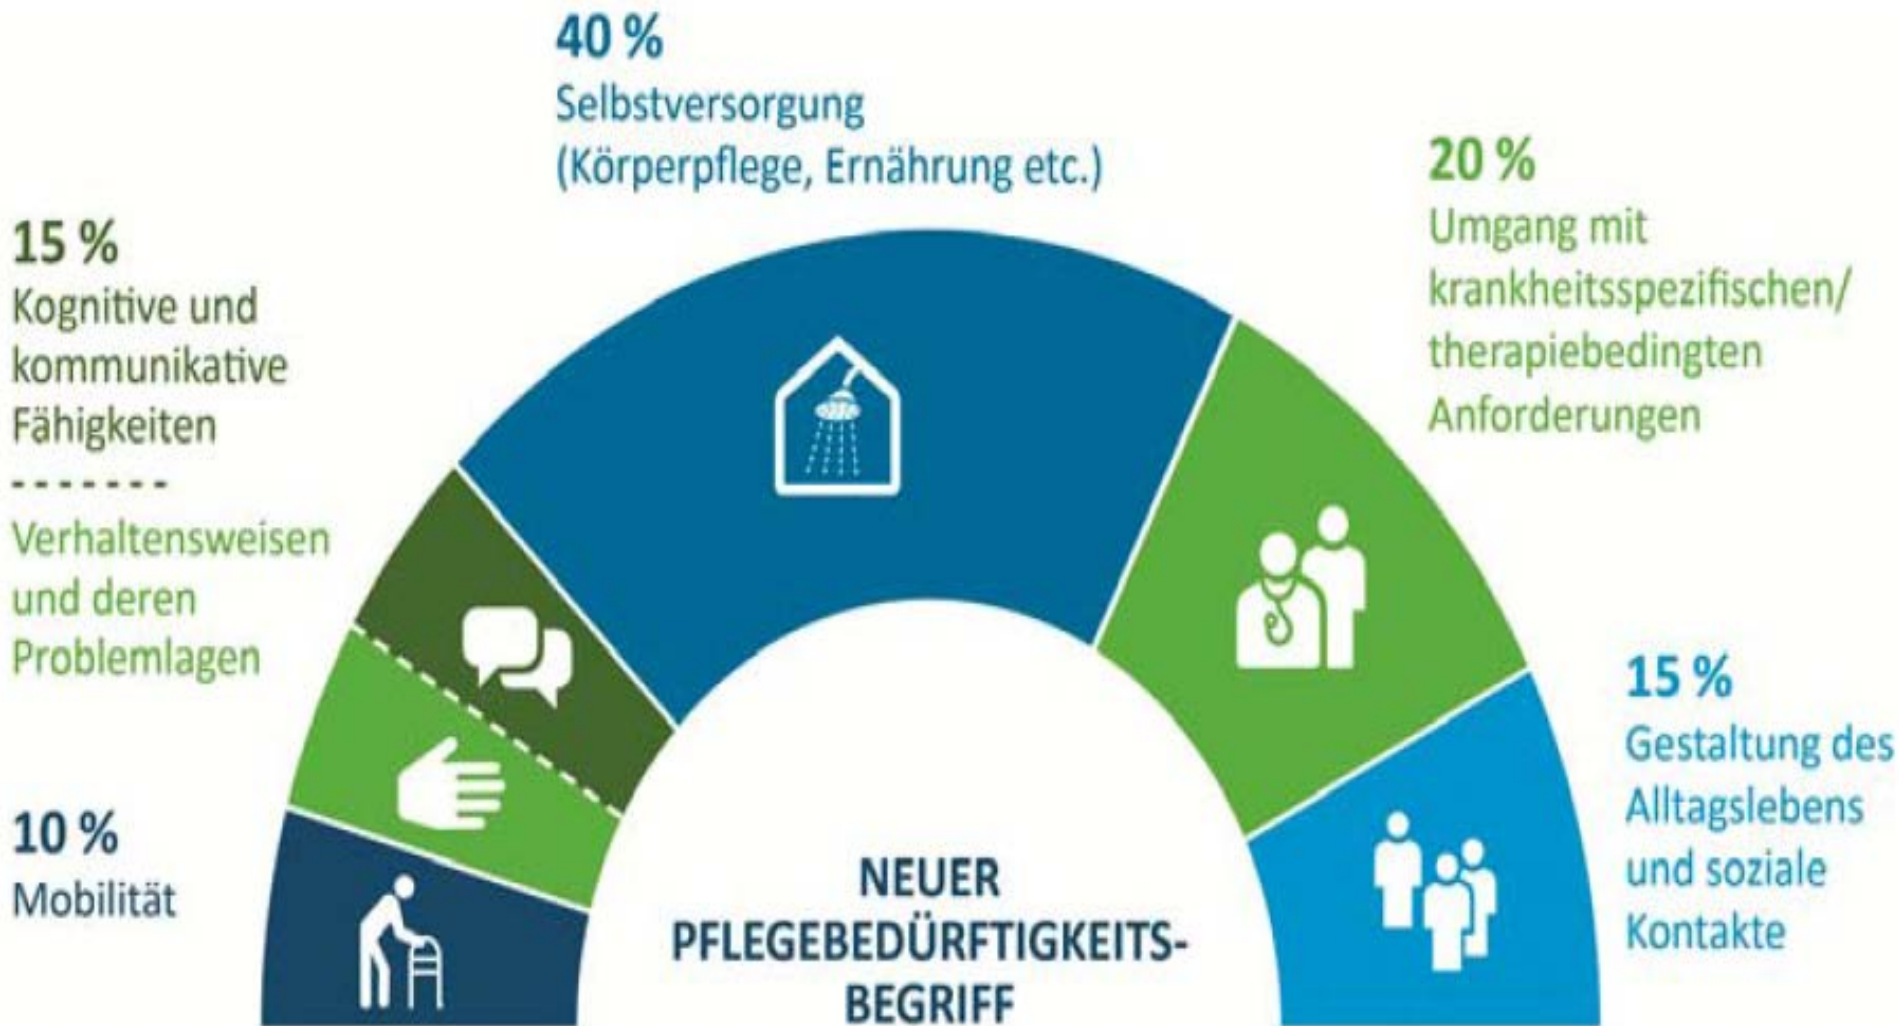 40 %
Selbstversorgung
(Körperpflege, Ernährung etc.)
20 %
Umgang mit
krankheitsspezifischen/
therapiebedingten
Anforderungen
15 %
Kognitive und
kommunikative
Fähigkeiten
-------
Verhaltensweisen
und deren
Problemlagen
10 %
Mobilität
15 %
Gestaltung des
Alltagslebens
und soziale
Kontakte
NEUER
PFLEGEBEDÜRFTIGKEITS-
BEGRIFF